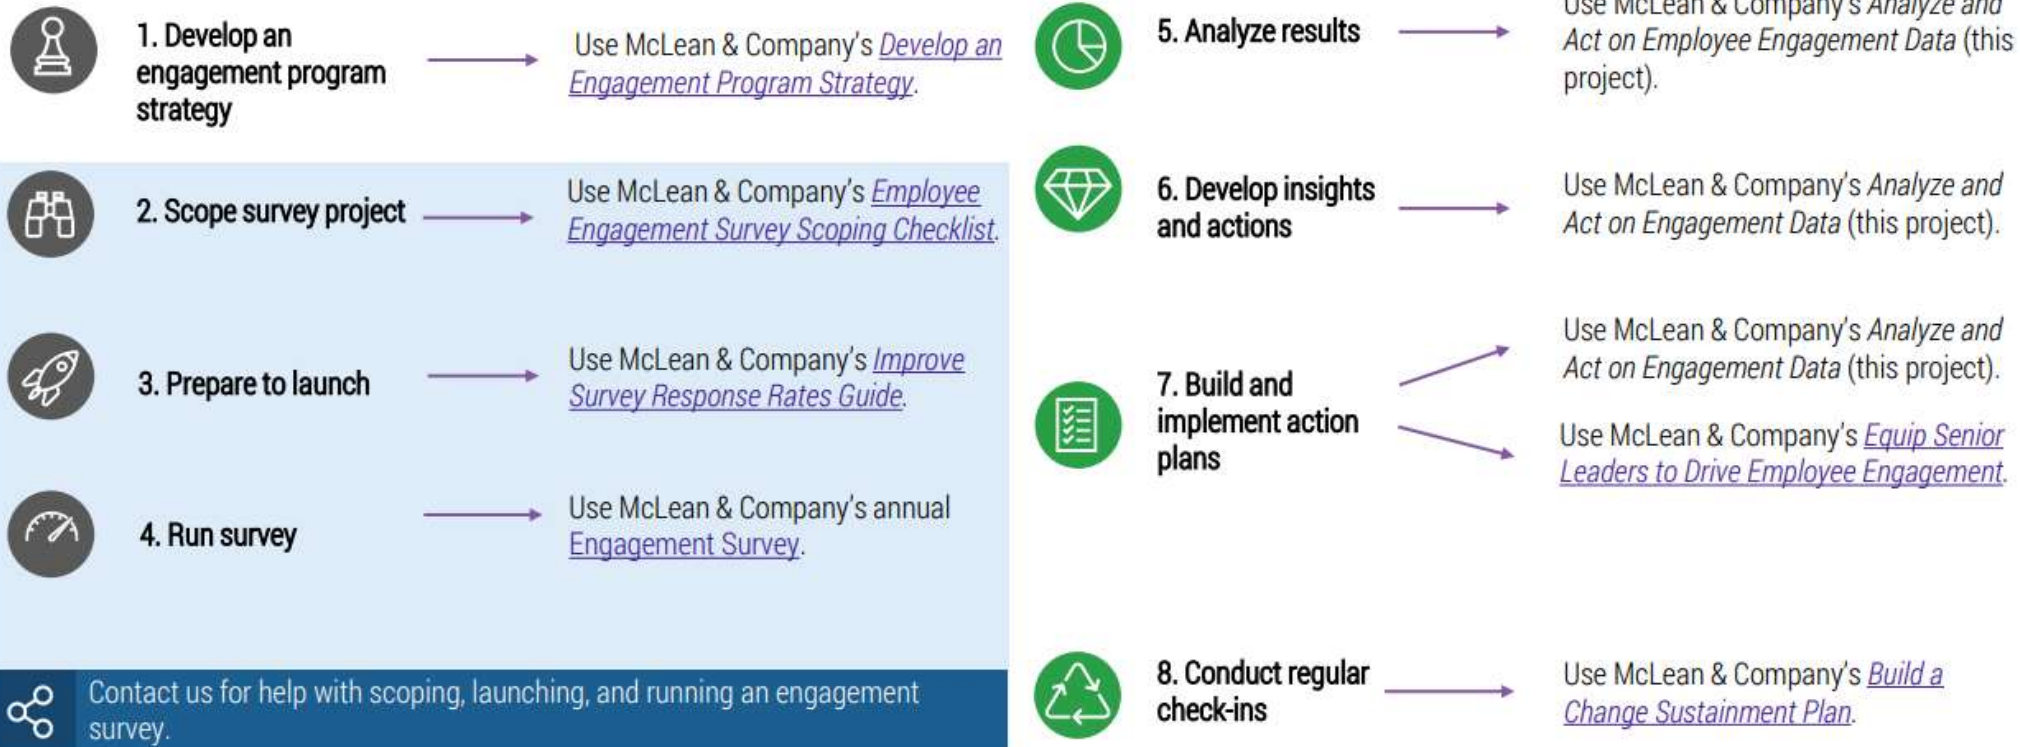 1. Develop an
engagement program
strategy
Use McLean & Company's Develop an
Engagement Program Strategy.
2. Scope survey project
Use McLean & Company's Employee
Engagement Survey Scoping Checklist.
3. Prepare to launch
Use McLean & Company's Improve
Survey Response Rates Guide.
4. Run survey
Use McLean & Company's annual
Engagement Survey.
Contact us for help with scoping, launching, and running an engagement
survey.
5. Analyze results
Use McLean & Company's Analyze and
Act on Employee Engagement Data (this
project).
6. Develop insights
and actions
Use McLean & Company's Analyze and
Act on Engagement Data (this project).
7. Build and
implement action
plans
Use McLean & Company's Analyze and
Act on Engagement Data (this project).
Use McLean & Company's Equip Senior
Leaders to Drive Employee Engagement.
8. Conduct regular
check-ins
Use McLean & Company's Build a
Change Sustainment Plan.